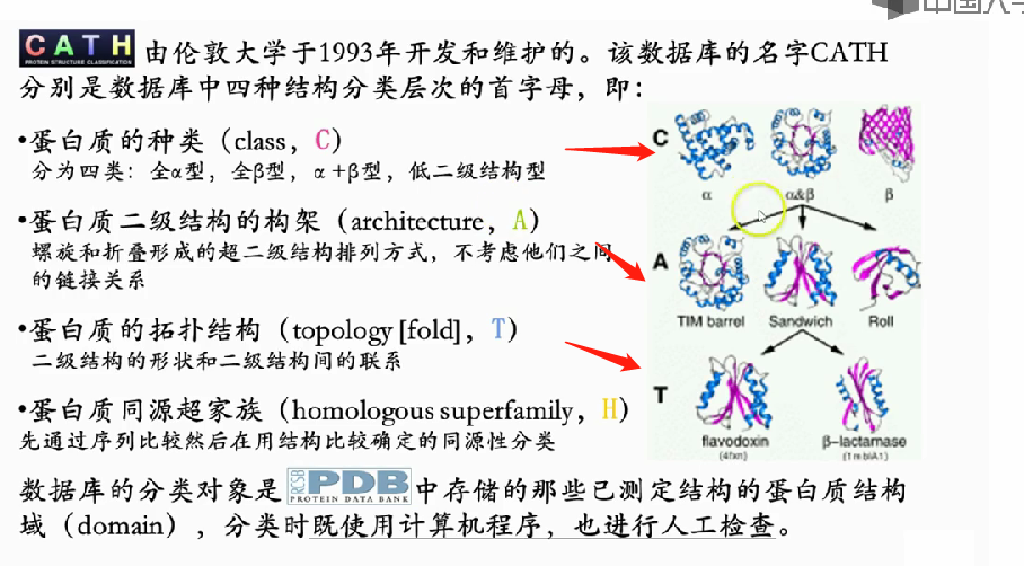 中国大学
CATH 由伦敦大学于1993年开发和维护的。该数据库的名字CATH
PROTEIN STRUCTURE CLASSIFICATION
分别是数据库中四种结构分类层次的首字母，即：
•蛋白质的种类（class，C）
分为四类：全α型，全β型，α+β型，低二级结构型
•蛋白质二级结构的构架（architecture，A）
螺旋和折叠形成的超二级结构排列方式，不考虑他们之间
的链接关系
•蛋白质的拓扑结构（topology [fold]，T）
二级结构的形状和二级结构间的联系
•蛋白质同源超家族（homologous superfamily，H）
先通过序列比较然后在用结构比较确定的同源性分类
C
α α&β β
A
TIM barrel Sandwich Roll
T
flavodoxin β-lactamase
(4fxn) (1mblA1)
数据库的分类对象是 RCSB PDB 中存储的那些已测定结构的蛋白质结构
PROTEIN DATA BANK
域（domain），分类时既使用计算机程序，也进行人工检查。